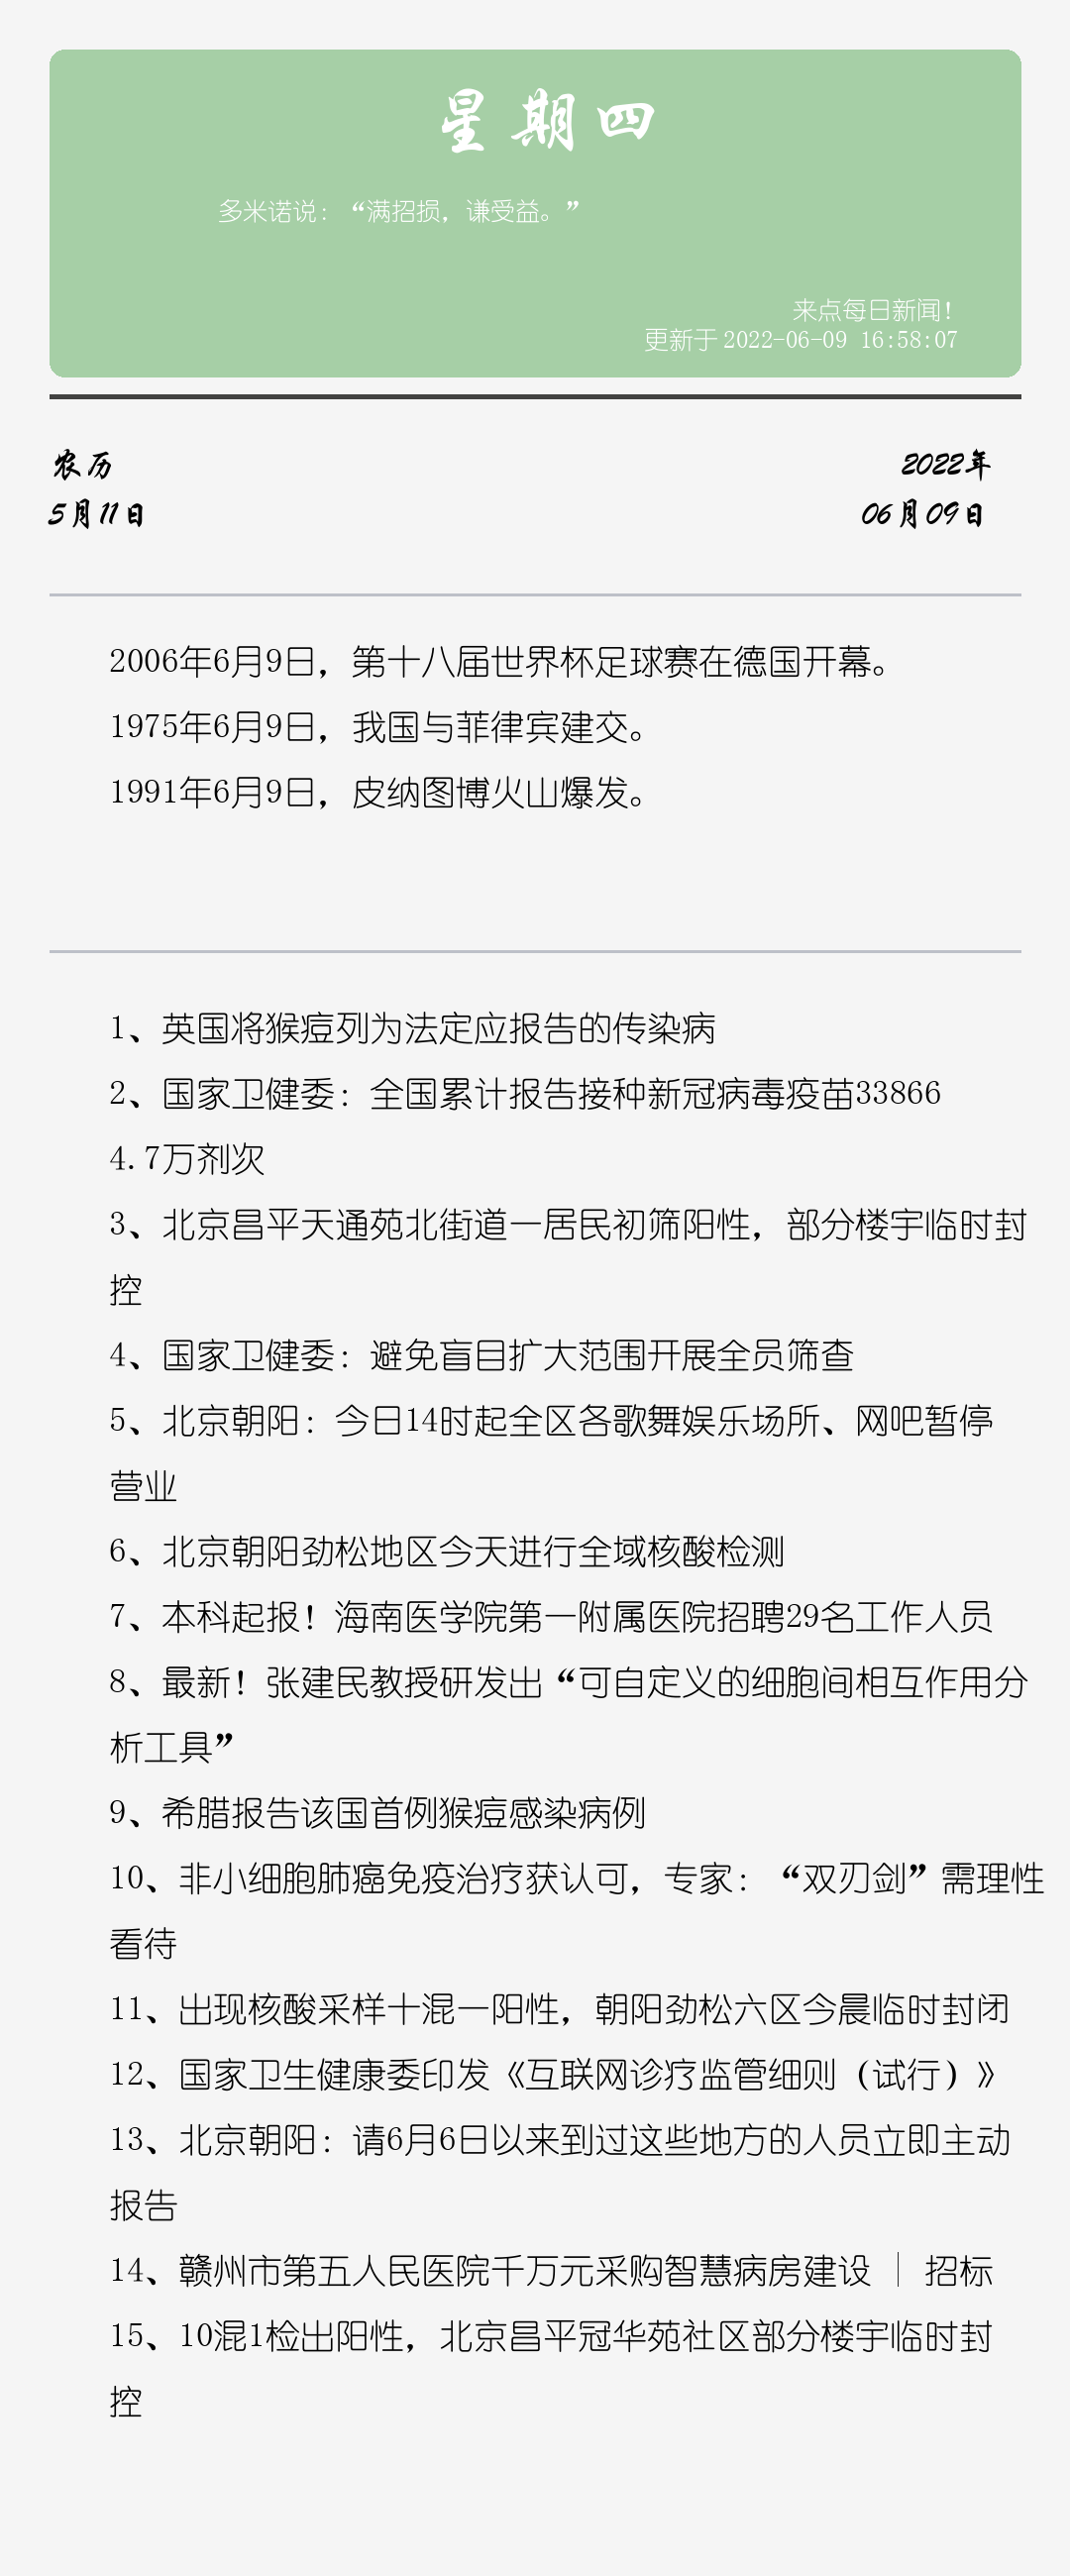 星期四
多米诺说：“满招损，谦受益。”
来点每日新闻！
更新于 2022-06-09 16:58:07
农历
2022年
5月11日
06月09日
2006年6月9日，第十八届世界杯足球赛在德国开幕。
1975年6月9日，我国与菲律宾建交。
1991年6月9日，皮纳图博火山爆发。
1、英国将猴痘列为法定应报告的传染病
2、国家卫健委：全国累计报告接种新冠病毒疫苗33866
4.7万剂次
3、北京昌平天通苑北街道一居民初筛阳性，部分楼宇临时封
控
4、国家卫健委：避免盲目扩大范围开展全员筛查
5、北京朝阳：今日14时起全区各歌舞娱乐场所、网吧暂停
营业
6、北京朝阳劲松地区今天进行全域核酸检测
7、本科起报！海南医学院第一附属医院招聘29名工作人员
8、最新！张建民教授研发出“可自定义的细胞间相互作用分
析工具”
9、希腊报告该国首例猴痘感染病例
10、非小细胞肺癌免疫治疗获认可，专家：“双刃剑”需理性
看待
11、出现核酸采样十混一阳性，朝阳劲松六区今晨临时封闭
12、国家卫生健康委印发《互联网诊疗监管细则（试行）》
13、北京朝阳：请6月6日以来到过这些地方的人员立即主动
报告
14、赣州市第五人民医院千万元采购智慧病房建设 | 招标
15、10混1检出阳性，北京昌平冠华苑社区部分楼宇临时封
控